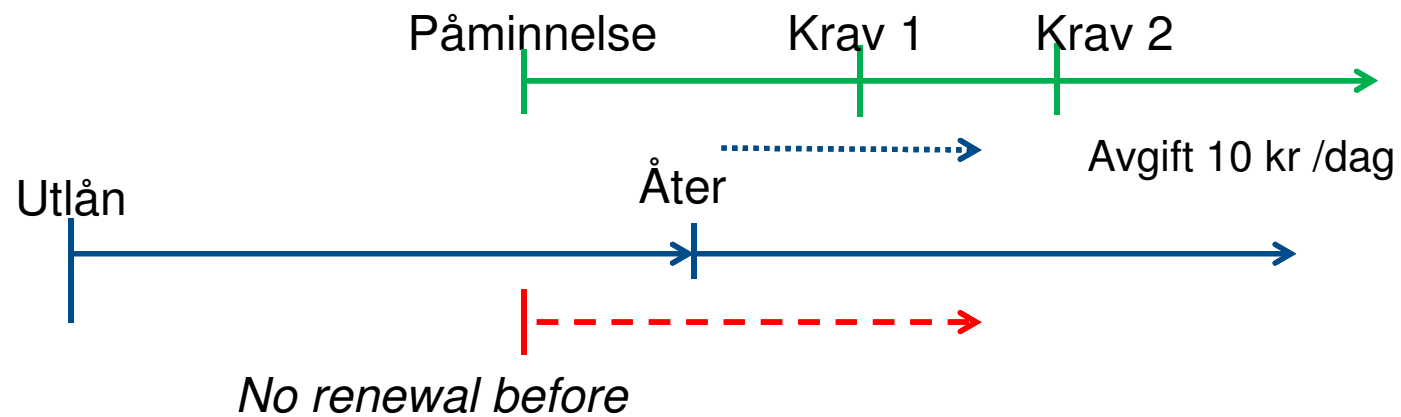 Påminnelse Krav 1 Krav 2
Avgift 10 kr /dag
Utlån Åter
No renewal before